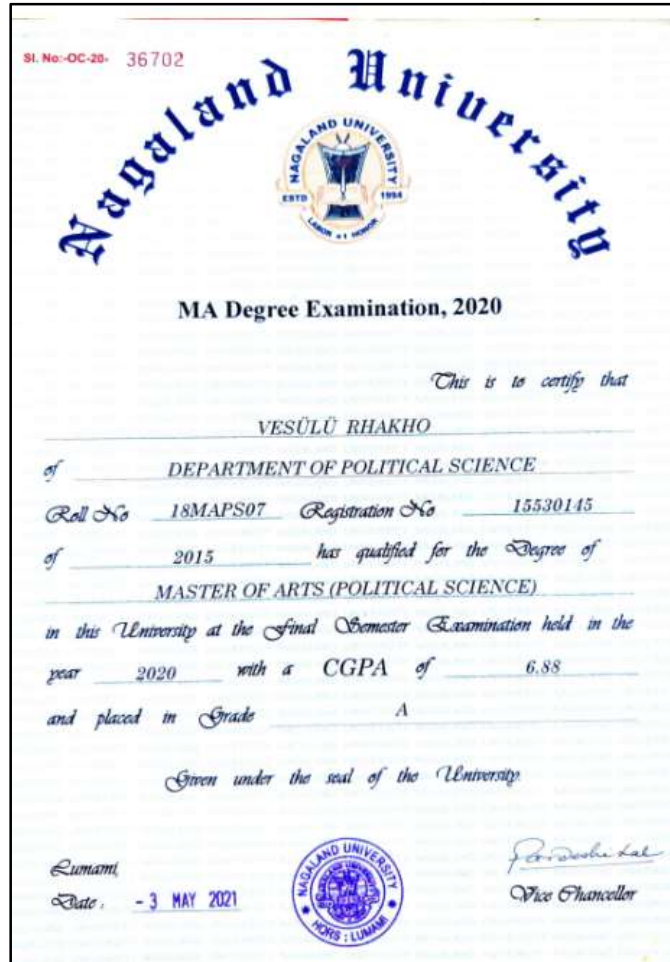 Sl. No:-OC-20- 36702
Nagaland University
NAGALAND UNIVERSITY
ESTD 1994
LABOR +1 HONOR
MA Degree Examination, 2020
This is to certify that
VESÜLÜ RHAKHO
of DEPARTMENT OF POLITICAL SCIENCE
Roll No 18MAPS07 Registration No 15530145
of 2015 has qualified for the Degree of
MASTER OF ARTS (POLITICAL SCIENCE)
in this University at the Final Semester Examination held in the
year 2020 with a CGPA of 6.88
and placed in Grade A
Given under the seal of the University.
Lumami,
Date : - 3 MAY 2021
NAGALAND UNIVERSITY
HQRS : LUMAMI
Vice Chancellor